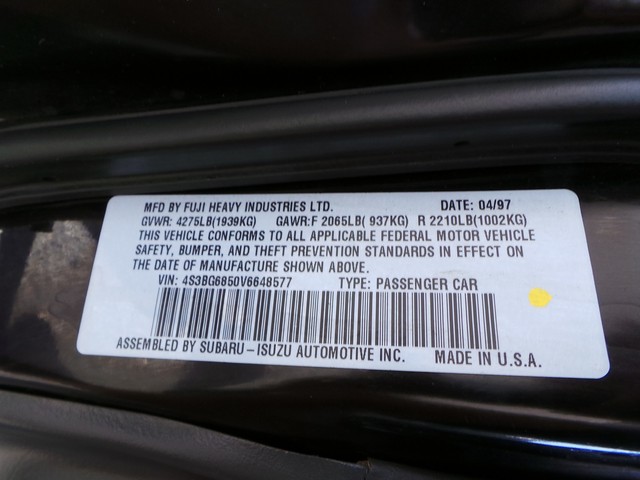 MFD BY FUJI HEAVY INDUSTRIES LTD. DATE: 04/97
GVWR: 4275LB(1939KG) GAWR:F 2065LB( 937KG) R 2210LB(1002KG)
THIS VEHICLE CONFORMS TO ALL APPLICABLE FEDERAL MOTOR VEHICLE
SAFETY, BUMPER, AND THEFT PREVENTION STANDARDS IN EFFECT ON
THE DATE OF MANUFACTURE SHOWN ABOVE.
VIN: 4S3BG6850V6648577 TYPE: PASSENGER CAR
ASSEMBLED BY SUBARU-ISUZU AUTOMOTIVE INC. MADE IN U.S.A.